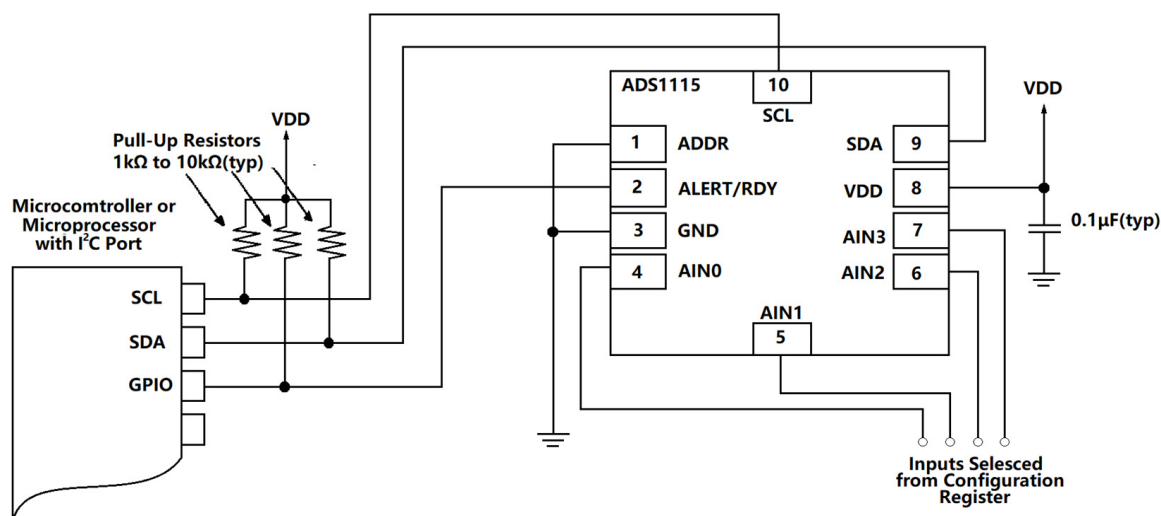 VDD
Pull-Up Resistors
1kΩ to 10kΩ(typ)
Microcomtroller or
Microprocessor
with I²C Port
SCL
SDA
GPIO
ADS1115
10
SCL
1
ADDR
2
ALERT/RDY
3
GND
4
AIN0
AIN1
5
SDA
9
VDD
8
AIN3
7
AIN2
6
VDD
0.1μF(typ)
Inputs Selesced
from Configuration
Register